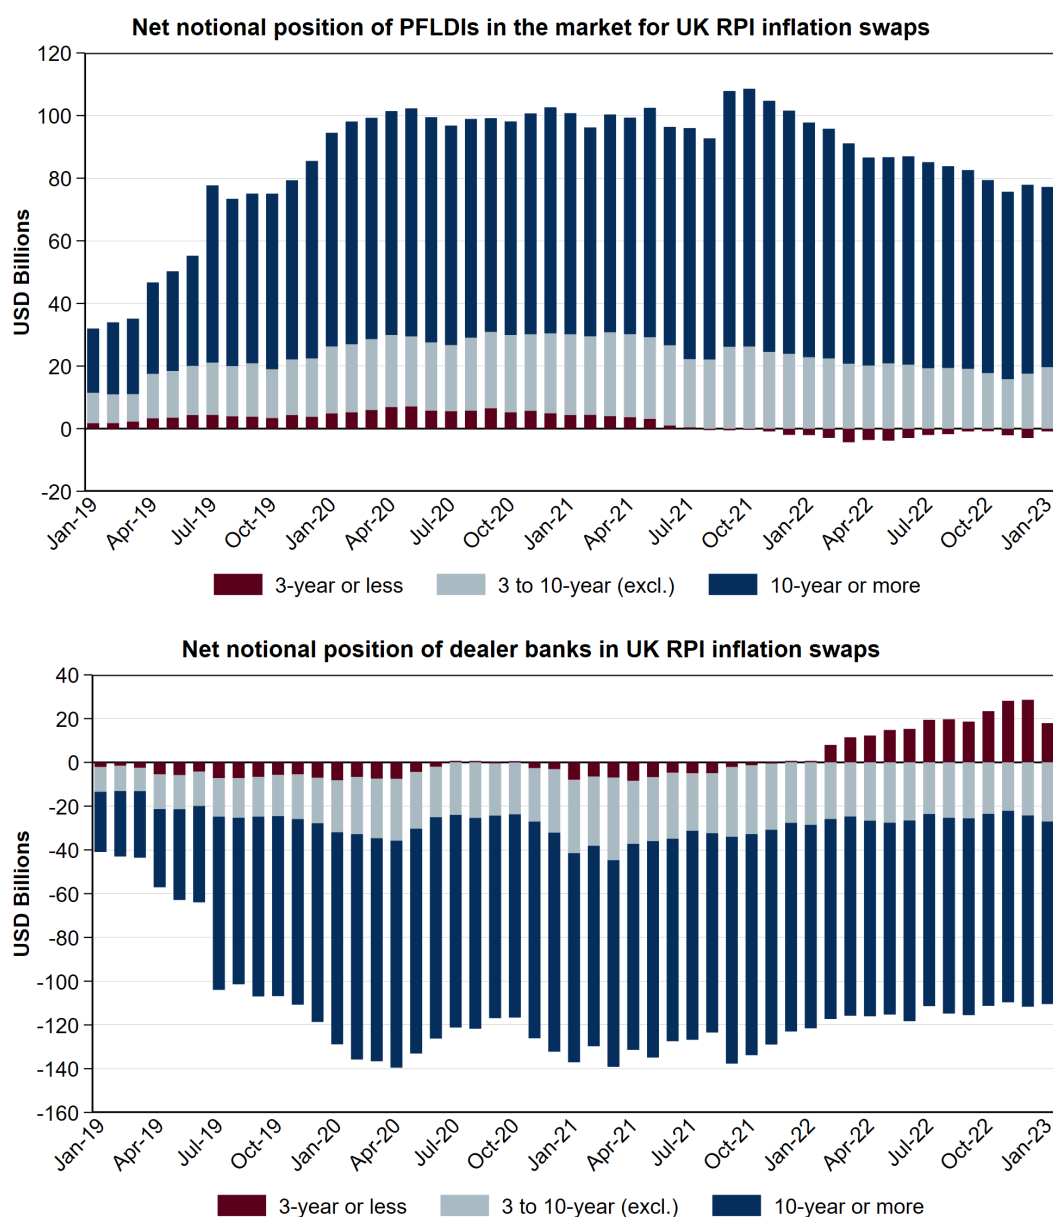 Net notional position of PFLDIs in the market for UK RPI inflation swaps
USD Billions
120
100
80
60
40
20
0
-20
Jan-19 Apr-19 Jul-19 Oct-19 Jan-20 Apr-20 Jul-20 Oct-20 Jan-21 Apr-21 Jul-21 Oct-21 Jan-22 Apr-22 Jul-22 Oct-22 Jan-23
3-year or less 3 to 10-year (excl.) 10-year or more
Net notional position of dealer banks in UK RPI inflation swaps
USD Billions
40
20
0
-20
-40
-60
-80
-100
-120
-140
-160
Jan-19 Apr-19 Jul-19 Oct-19 Jan-20 Apr-20 Jul-20 Oct-20 Jan-21 Apr-21 Jul-21 Oct-21 Jan-22 Apr-22 Jul-22 Oct-22 Jan-23
3-year or less 3 to 10-year (excl.) 10-year or more